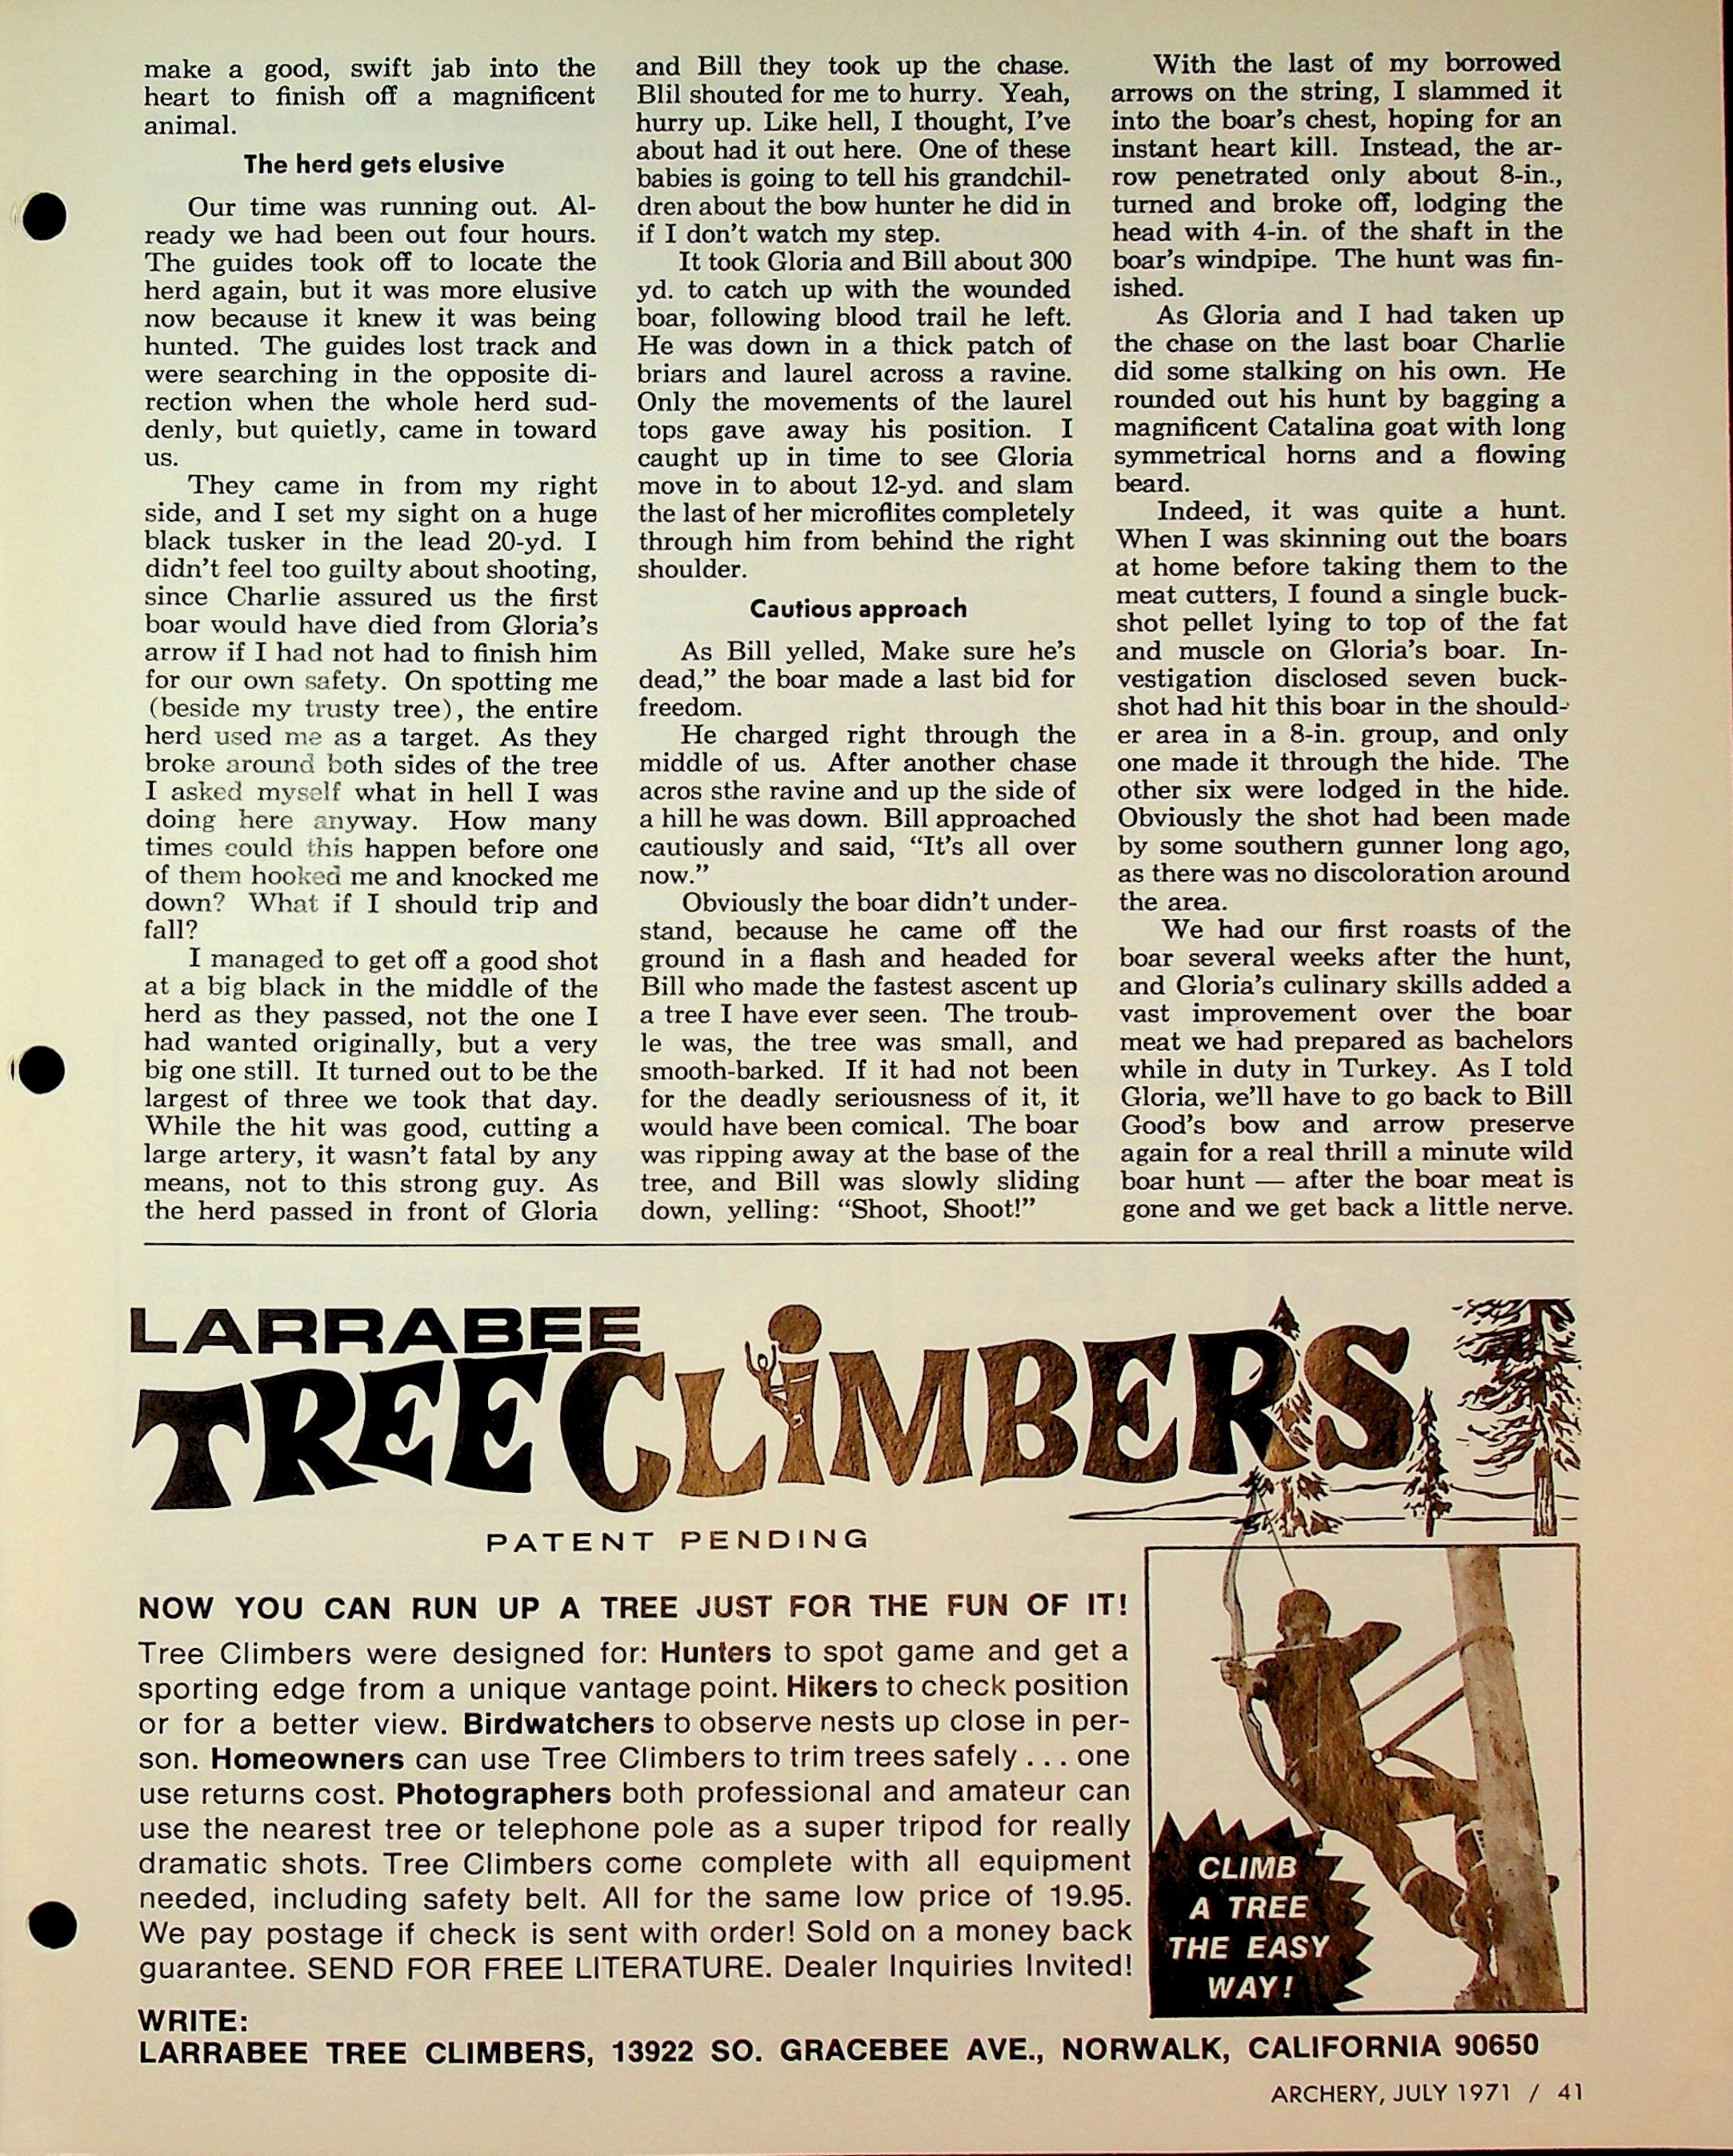 make a good, swift jab into the
heart to finish off a magnificent
animal.
The herd gets elusive
Our time was running out. Al-
ready we had been out four hours.
The guides took off to locate the
herd again, but it was more elusive
now because it knew it was being
hunted. The guides lost track and
were searching in the opposite di-
rection when the whole herd sud-
denly, but quietly, came in toward
us.
They came in from my right
side, and I set my sight on a huge
black tusker in the lead 20-yd. I
didn't feel too guilty about shooting,
since Charlie assured us the first
boar would have died from Gloria's
arrow if I had not had to finish him
for our own safety. On spotting me
(beside my trusty tree), the entire
herd used me as a target. As they
broke around both sides of the tree
I asked myself what in hell I was
doing here anyway. How many
times could this happen before one
of them hooked me and knocked me
down? What if I should trip and
fall?
I managed to get off a good shot
at a big black in the middle of the
herd as they passed, not the one I
had wanted originally, but a very
big one still. It turned out to be the
largest of three we took that day.
While the hit was good, cutting a
large artery, it wasn't fatal by any
means, not to this strong guy. As
the herd passed in front of Gloria
and Bill they took up the chase.
Blil shouted for me to hurry. Yeah,
hurry up. Like hell, I thought, I've
about had it out here. One of these
babies is going to tell his grandchil-
dren about the bow hunter he did in
if I don't watch my step.
It took Gloria and Bill about 300
yd. to catch up with the wounded
boar, following blood trail he left.
He was down in a thick patch of
briars and laurel across a ravine.
Only the movements of the laurel
tops gave away his position. I
caught up in time to see Gloria
move in to about 12-yd. and slam
the last of her microflites completely
through him from behind the right
shoulder.
Cautious approach
As Bill yelled, Make sure he's
dead,” the boar made a last bid for
freedom.
He charged right through the
middle of us. After another chase
acros sthe ravine and up the side of
a hill he was down. Bill approached
cautiously and said, “It's all over
now.”
Obviously the boar didn't under-
stand, because he came off the
ground in a flash and headed for
Bill who made the fastest ascent up
a tree I have ever seen. The troub-
le was, the tree was small, and
smooth-barked. If it had not been
for the deadly seriousness of it, it
would have been comical. The boar
was ripping away at the base of the
tree, and Bill was slowly sliding
down, yelling: “Shoot, Shoot!”
With the last of my borrowed
arrows on the string, I slammed it
into the boar's chest, hoping for an
instant heart kill. Instead, the ar-
row penetrated only about 8-in.,
turned and broke off, lodging the
head with 4-in. of the shaft in the
boar's windpipe. The hunt was fin-
ished.
As Gloria and I had taken up
the chase on the last boar Charlie
did some stalking on his own. He
rounded out his hunt by bagging a
magnificent Catalina goat with long
symmetrical horns and a flowing
beard.
Indeed, it was quite a hunt.
When I was skinning out the boars
at home before taking them to the
meat cutters, I found a single buck-
shot pellet lying to top of the fat
and muscle on Gloria's boar. In-
vestigation disclosed seven buck-
shot had hit this boar in the should-
er area in a 8-in. group, and only
one made it through the hide. The
other six were lodged in the hide.
Obviously the shot had been made
by some southern gunner long ago,
as there was no discoloration around
the area.
We had our first roasts of the
boar several weeks after the hunt,
and Gloria's culinary skills added a
vast improvement over the boar
meat we had prepared as bachelors
while in duty in Turkey. As I told
Gloria, we'll have to go back to Bill
Good's bow and arrow preserve
again for a real thrill a minute wild
boar hunt — after the boar meat is
gone and we get back a little nerve.
LARRABEE
TREE CLIMBERS
PATENT PENDING
NOW YOU CAN RUN UP A TREE JUST FOR THE FUN OF IT!
Tree Climbers were designed for: Hunters to spot game and get a
sporting edge from a unique vantage point. Hikers to check position
or for a better view. Birdwatchers to observe nests up close in per-
son. Homeowners can use Tree Climbers to trim trees safely . . . one
use returns cost. Photographers both professional and amateur can
use the nearest tree or telephone pole as a super tripod for really
dramatic shots. Tree Climbers come complete with all equipment
needed, including safety belt. All for the same low price of 19.95.
We pay postage if check is sent with order! Sold on a money back
guarantee. SEND FOR FREE LITERATURE. Dealer Inquiries Invited!
CLIMB
A TREE
THE EASY
WAY!
WRITE:
LARRABEE TREE CLIMBERS, 13922 SO. GRACEBEE AVE., NORWALK, CALIFORNIA 90650
ARCHERY, JULY 1971 / 41